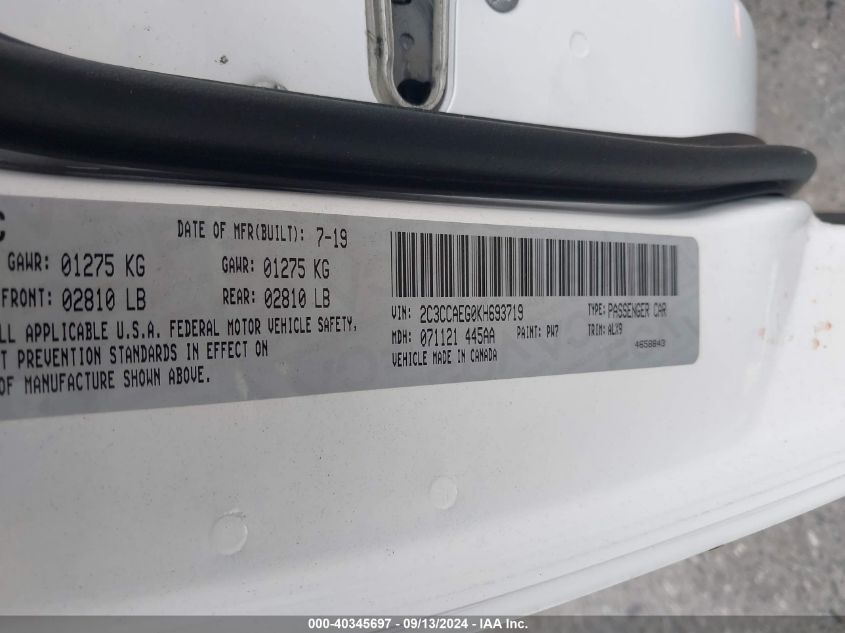 C DATE OF MFR(BUILT): 7-19
GAWR: 01275 KG GAWR: 01275 KG
FRONT: 02810 LB REAR: 02810 LB
LL APPLICABLE U.S.A. FEDERAL MOTOR VEHICLE SAFETY,
T PREVENTION STANDARDS IN EFFECT ON
OF MANUFACTURE SHOWN ABOVE.
VIN: 2C3CCAEG0KH693719 TYPE: PASSENGER CAR
MDH: 071121 445AA PAINT: PW7 TRIM: ALX9
VEHICLE MADE IN CANADA 4658843
000-40345697 - 09/13/2024 - IAA Inc.